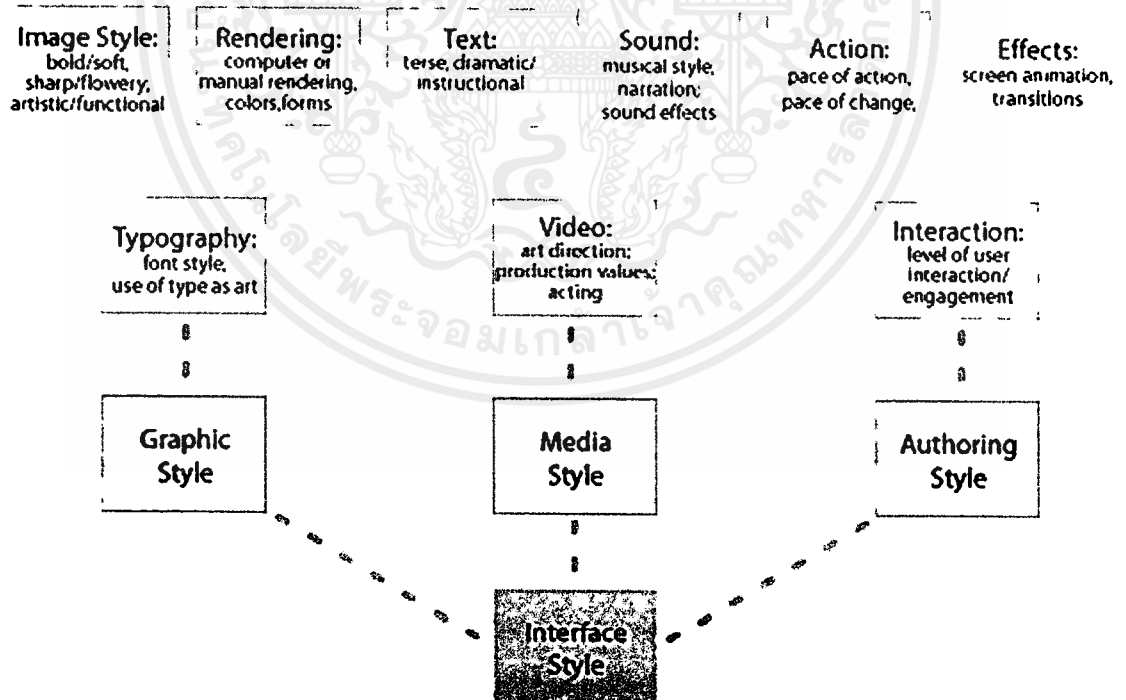 Image Style:
bold/soft,
sharp/flowery,
artistic/functional
Rendering:
computer or
manual rendering,
colors,forms
Text:
terse, dramatic/
instructional
Sound:
musical style,
narration;
sound effects
Action:
pace of action,
pace of change,
Effects:
screen animation,
transitions
Typography:
font style,
use of type as art
Video:
art direction;
production values;
acting
Interaction:
level of user
interaction/
engagement
Graphic
Style
Media
Style
Authoring
Style
Interface
Style